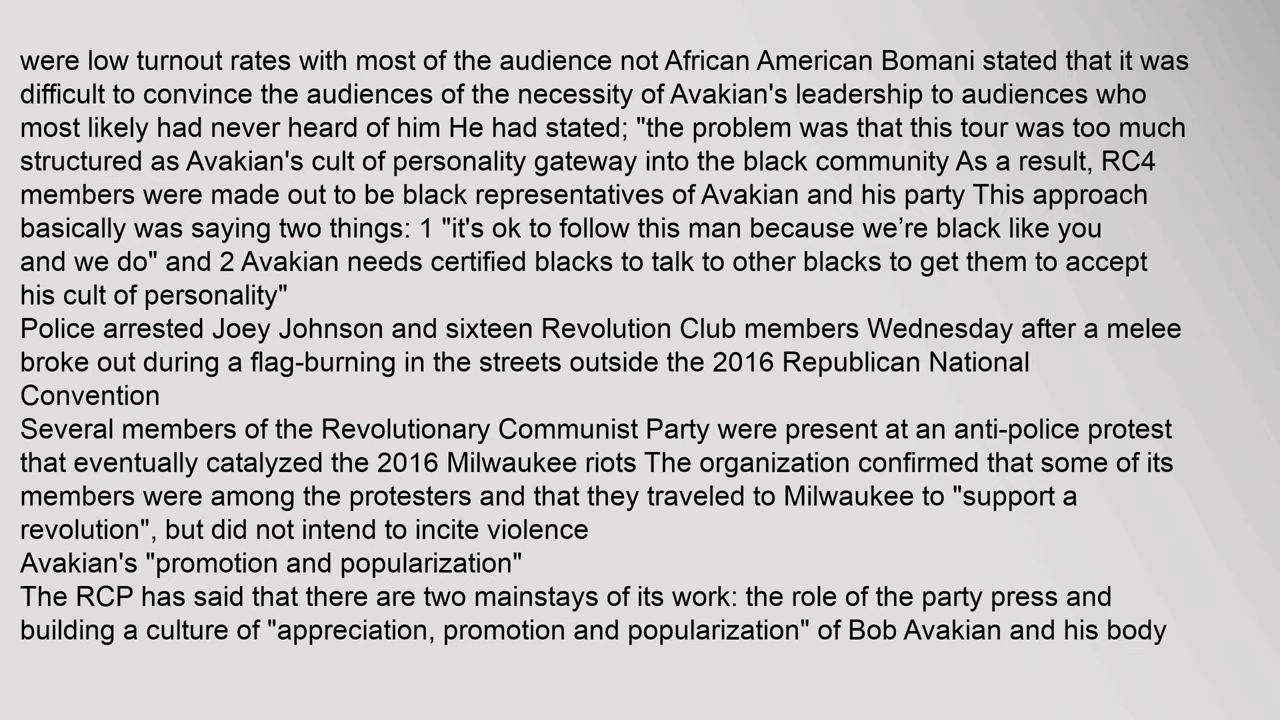 were low turnout rates with most of the audience not African American Bomani stated that it was
difficult to convince the audiences of the necessity of Avakian's leadership to audiences who
most likely had never heard of him He had stated; "the problem was that this tour was too much
structured as Avakian's cult of personality gateway into the black community As a result, RC4
members were made out to be black representatives of Avakian and his party This approach
basically was saying two things: 1 "it's ok to follow this man because we’re black like you
and we do" and 2 Avakian needs certified blacks to talk to other blacks to get them to accept
his cult of personality"
Police arrested Joey Johnson and sixteen Revolution Club members Wednesday after a melee
broke out during a flag-burning in the streets outside the 2016 Republican National
Convention
Several members of the Revolutionary Communist Party were present at an anti-police protest
that eventually catalyzed the 2016 Milwaukee riots The organization confirmed that some of its
members were among the protesters and that they traveled to Milwaukee to "support a
revolution", but did not intend to incite violence
Avakian's "promotion and popularization"
The RCP has said that there are two mainstays of its work: the role of the party press and
building a culture of "appreciation, promotion and popularization" of Bob Avakian and his body